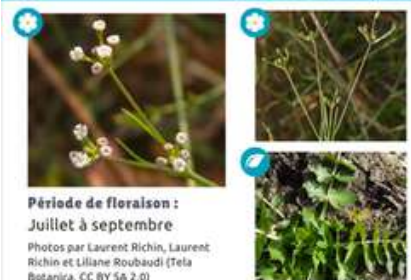 Période de floraison :
Juillet à septembre
Photos par Laurent Richin, Laurent
Richin et Liliane Roubaudi (Tela
Botanica, CC BY SA 2.0)